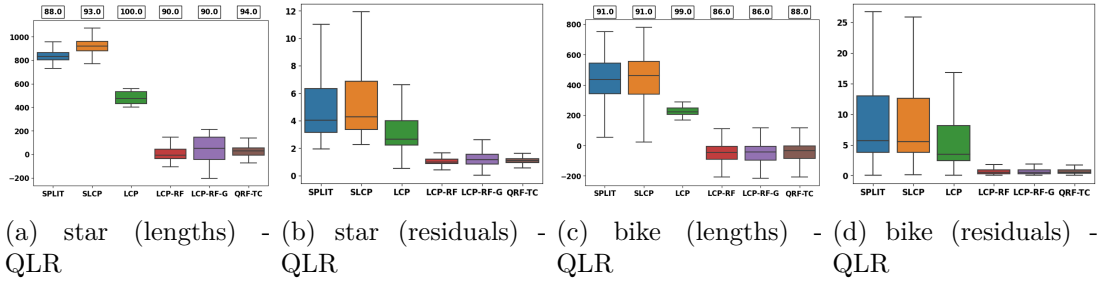 88.0 93.0 100.0 90.0 90.0 94.0
1000
800
600
400
200
0
−200
SPLIT SLCP LCP LCP-RF LCP-RF-G QRF-TC
12
10
8
6
4
2
0
SPLIT SLCP LCP LCP-RF LCP-RF-G QRF-TC
91.0 91.0 99.0 86.0 86.0 88.0
800
600
400
200
0
−200
SPLIT SLCP LCP LCP-RF LCP-RF-G QRF-TC
25
20
15
10
5
0
SPLIT SLCP LCP LCP-RF LCP-RF-G QRF-TC
(a) star (lengths) -
QLR
(b) star (residuals) -
QLR
(c) bike (lengths) -
QLR
(d) bike (residuals) -
QLR